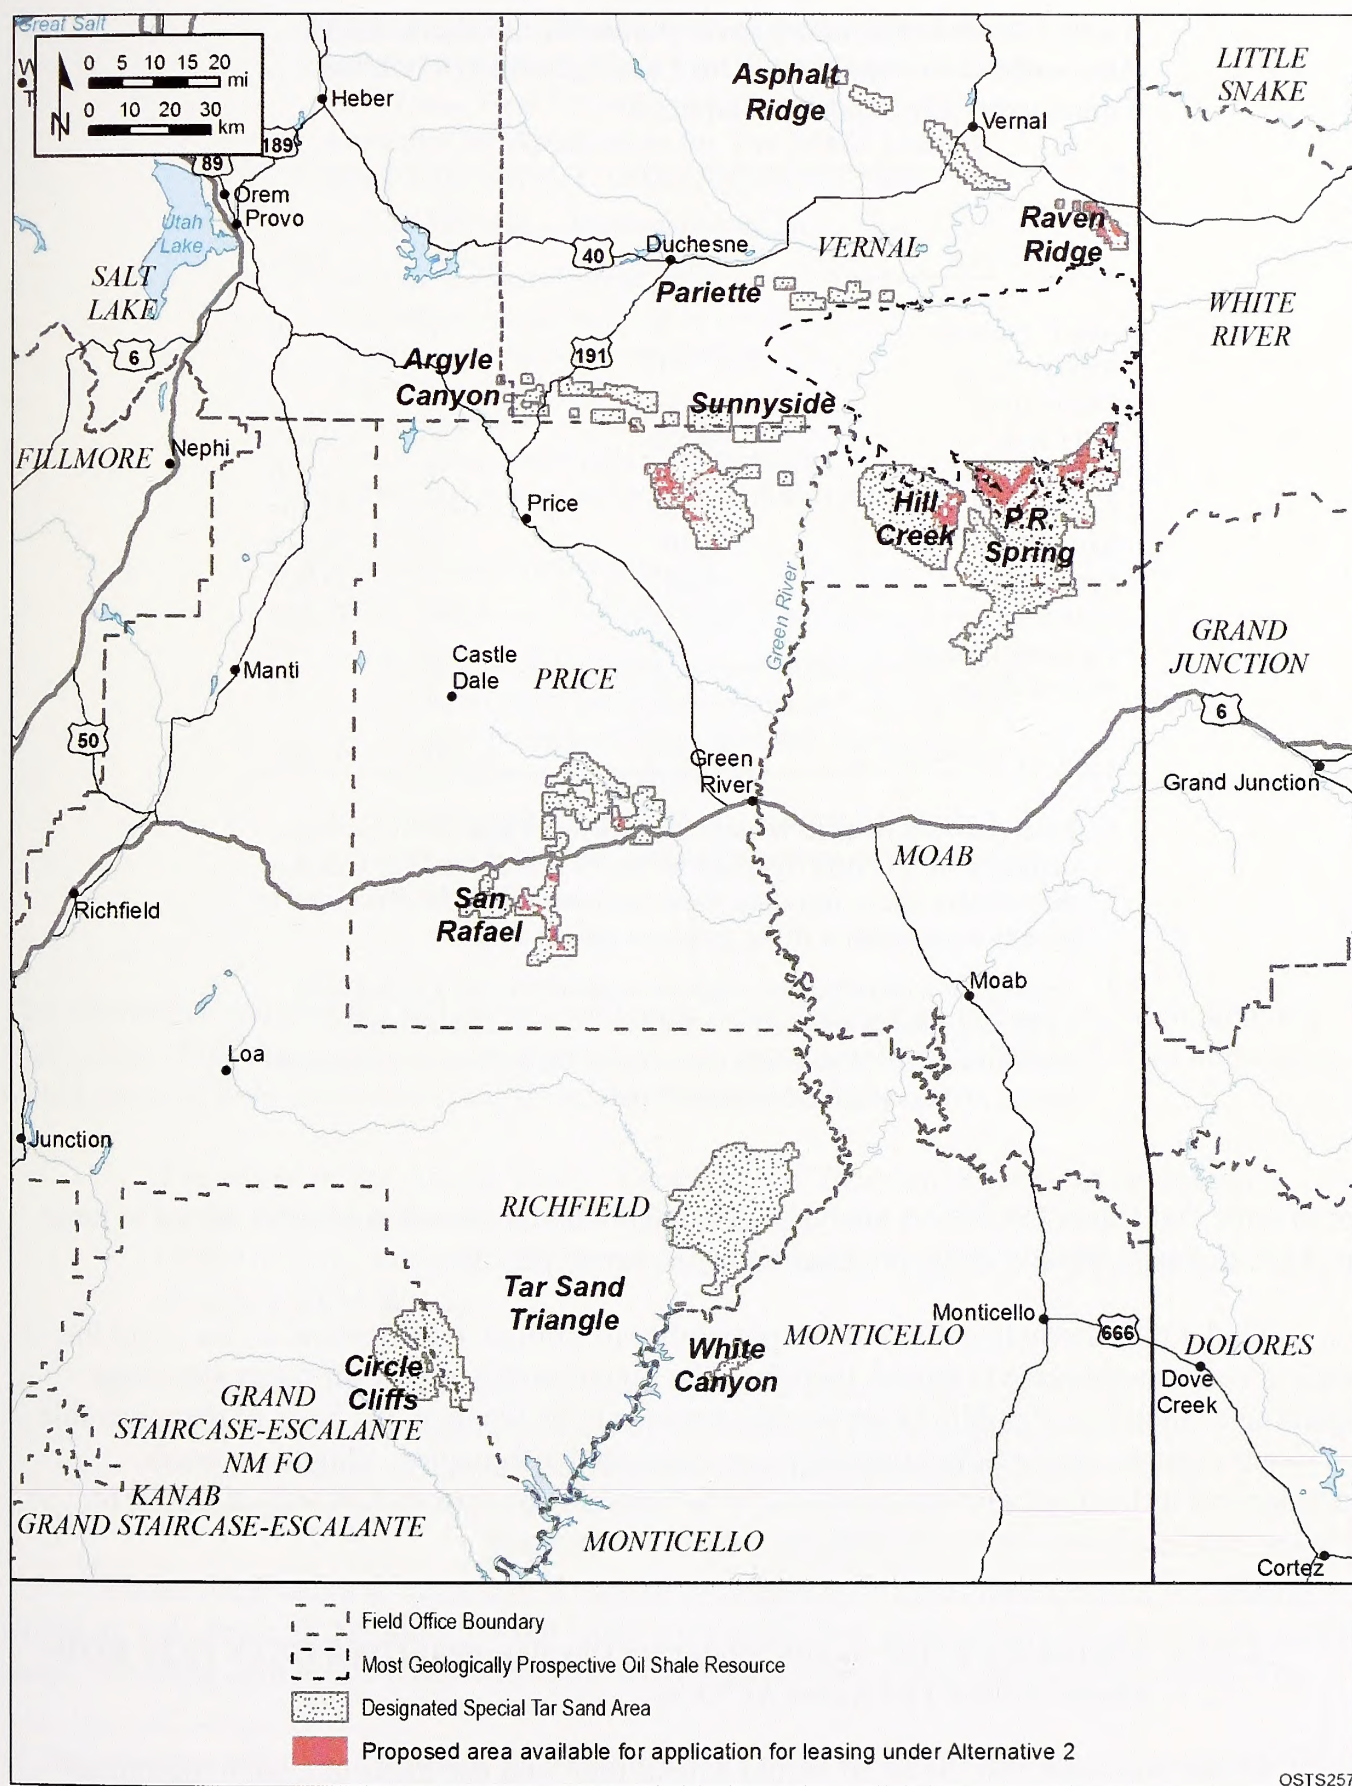 Great Salt
0 5 10 15 20
mi
0 10 20 30
km
N
W
T
Heber
189
89
Orem
Provo
Utah
Lake
SALT
LAKE
6
40
Duchesne
VERNAL
Asphalt
Ridge
Vernal
LITTLE
SNAKE
Raven
Ridge
Pariette
WHITE
RIVER
191
Argyle
Canyon
Sunnyside
FILLMORE
Nephi
Price
Hill
Creek
P.R.
Spring
Green River
Manti
Castle
Dale
PRICE
GRAND
JUNCTION
6
50
Green
River
Grand Junction
MOAB
Richfield
San
Rafael
Moab
Loa
Junction
RICHFIELD
Tar Sand
Triangle
White
Canyon
MONTICELLO
Monticello
666
DOLORES
Dove
Creek
Circle
Cliffs
GRAND
STAIRCASE-ESCALANTE
NM FO
KANAB
GRAND STAIRCASE-ESCALANTE
MONTICELLO
Cortez
Field Office Boundary
Most Geologically Prospective Oil Shale Resource
Designated Special Tar Sand Area
Proposed area available for application for leasing under Alternative 2
OSTS257